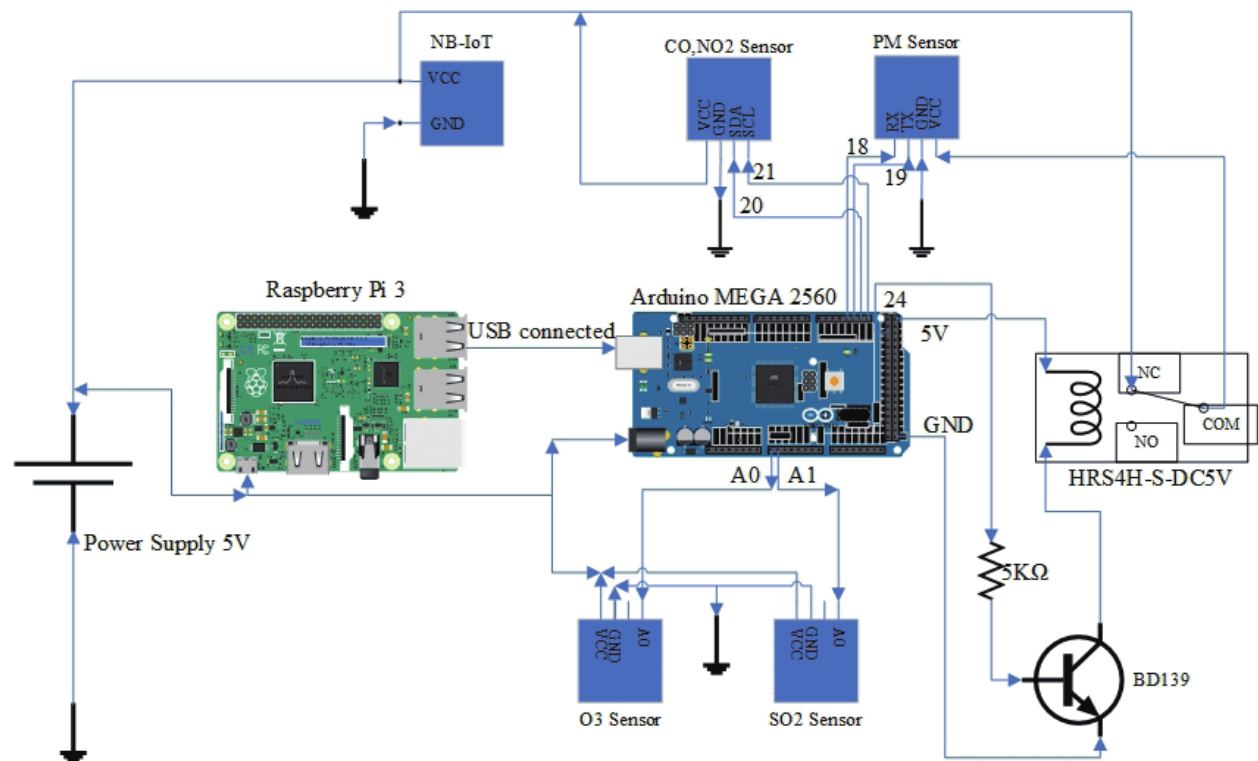 NB-IoT
VCC
GND
CO,NO2 Sensor
VCC
GND
SDA
SCL
PM Sensor
RX
TX
GND
VCC
18
19
21
20
Raspberry Pi 3
USB connected
Arduino MEGA 2560
24
5V
GND
A0
A1
NC
COM
NO
HRS4H-S-DC5V
Power Supply 5V
5KΩ
BD139
VCC
GND
A0
O3 Sensor
VCC
GND
A0
SO2 Sensor